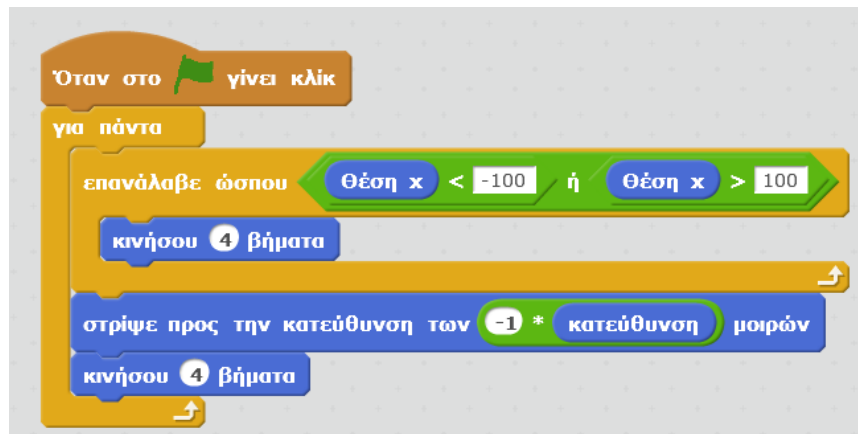 Όταν στο γίνει κλίκ
για πάντα
επανάλαβε ώσπου Θέση x < -100 ή Θέση x > 100
κινήσου 4 βήματα
στρίψε προς την κατεύθυνση των -1 * κατεύθυνση μοιρών
κινήσου 4 βήματα